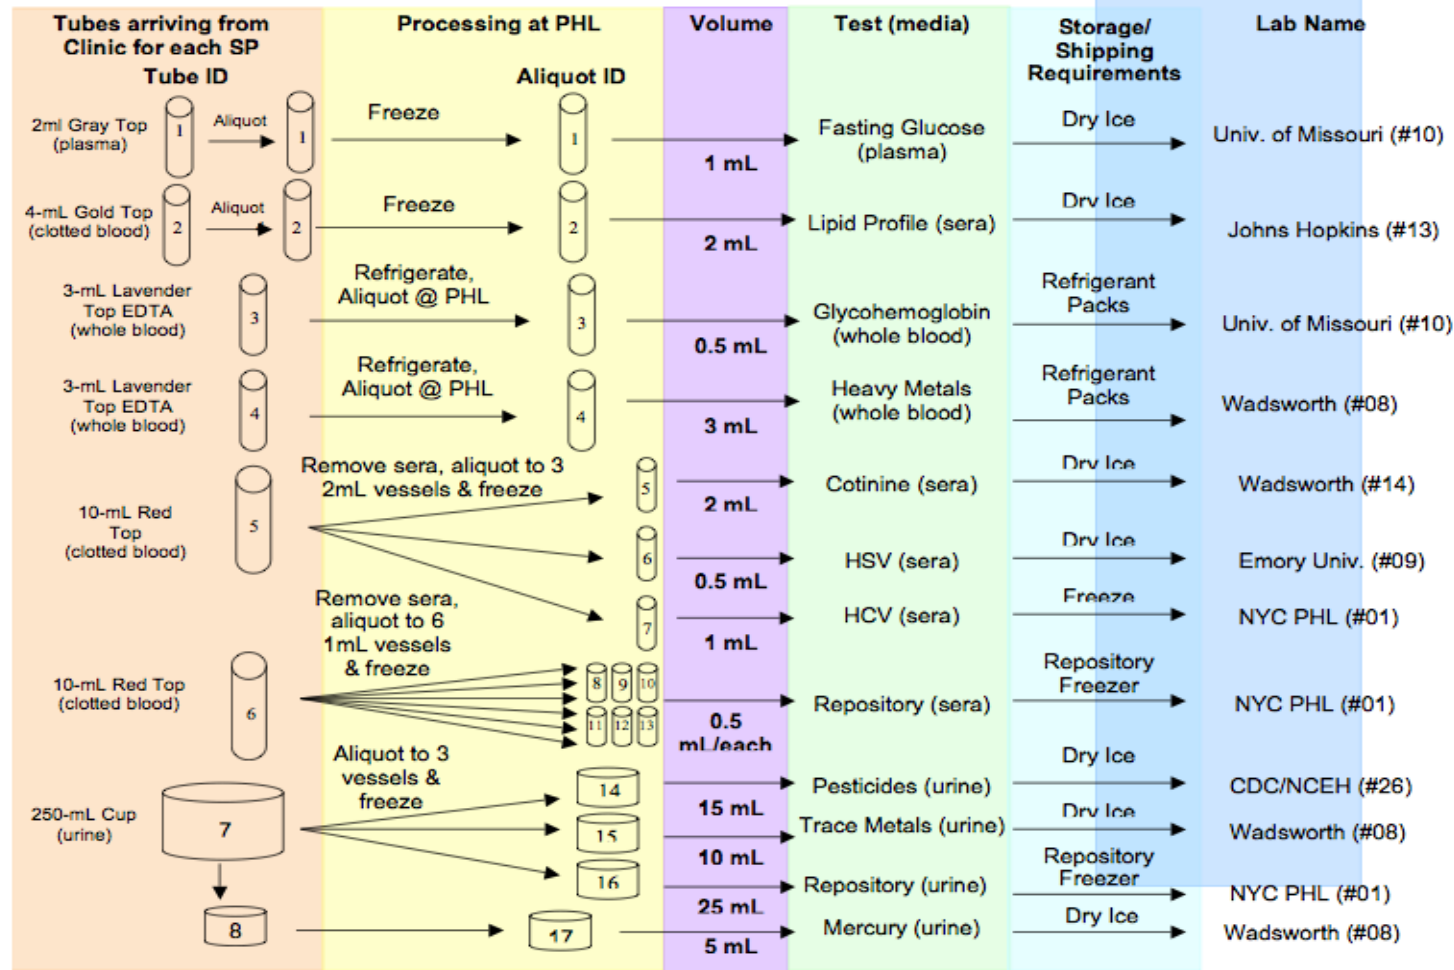 Tubes arriving from
Clinic for each SP
Tube ID
Processing at PHL
Aliquot ID
Volume
Test (media)
Storage/
Shipping
Requirements
Lab Name
2ml Gray Top
(plasma)
1
Aliquot
1
Freeze
1
1 mL
Fasting Glucose
(plasma)
Dry Ice
Univ. of Missouri (#10)
4-mL Gold Top
(clotted blood)
2
Aliquot
2
Freeze
2
2 mL
Lipid Profile (sera)
Dry Ice
Johns Hopkins (#13)
3-mL Lavender
Top EDTA
(whole blood)
3
Refrigerate,
Aliquot @ PHL
3
0.5 mL
Glycohemoglobin
(whole blood)
Refrigerant
Packs
Univ. of Missouri (#10)
3-mL Lavender
Top EDTA
(whole blood)
4
Refrigerate,
Aliquot @ PHL
4
3 mL
Heavy Metals
(whole blood)
Refrigerant
Packs
Wadsworth (#08)
10-mL Red
Top
(clotted blood)
5
Remove sera, aliquot to 3
2mL vessels & freeze
5
2 mL
Cotinine (sera)
Dry Ice
Wadsworth (#14)
6
0.5 mL
HSV (sera)
Dry Ice
Emory Univ. (#09)
7
1 mL
HCV (sera)
Freeze
NYC PHL (#01)
10-mL Red Top
(clotted blood)
6
Remove sera,
aliquot to 6
1mL vessels
& freeze
8 9 10
11 12 13
0.5
mL/each
Repository (sera)
Repository
Freezer
NYC PHL (#01)
250-mL Cup
(urine)
7
Aliquot to 3
vessels &
freeze
14
15 mL
Pesticides (urine)
Dry Ice
CDC/NCEH (#26)
15
10 mL
Trace Metals (urine)
Dry Ice
Wadsworth (#08)
16
25 mL
Repository (urine)
Repository
Freezer
NYC PHL (#01)
8
17
5 mL
Mercury (urine)
Dry Ice
Wadsworth (#08)